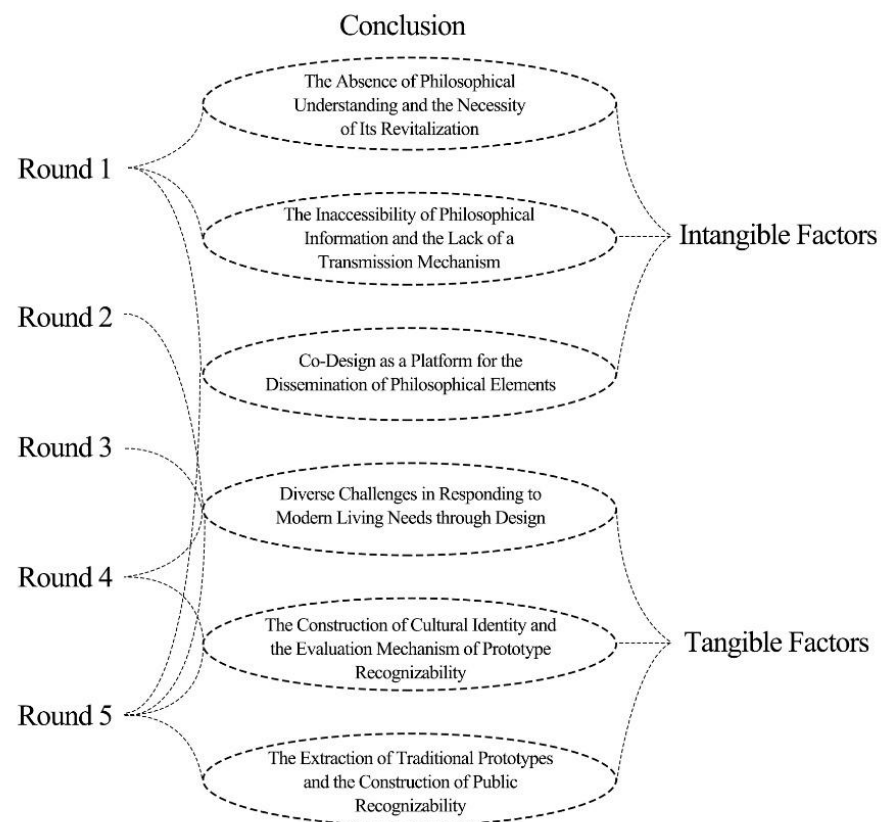 Conclusion
The Absence of Philosophical
Understanding and the Necessity
of Its Revitalization
Round 1
The Inaccessibility of Philosophical
Information and the Lack of a
Transmission Mechanism
Intangible Factors
Round 2
Co-Design as a Platform for the
Dissemination of Philosophical Elements
Round 3
Diverse Challenges in Responding to
Modern Living Needs through Design
Round 4
The Construction of Cultural Identity and
the Evaluation Mechanism of Prototype
Recognizability
Tangible Factors
Round 5
The Extraction of Traditional Prototypes
and the Construction of Public
Recognizability